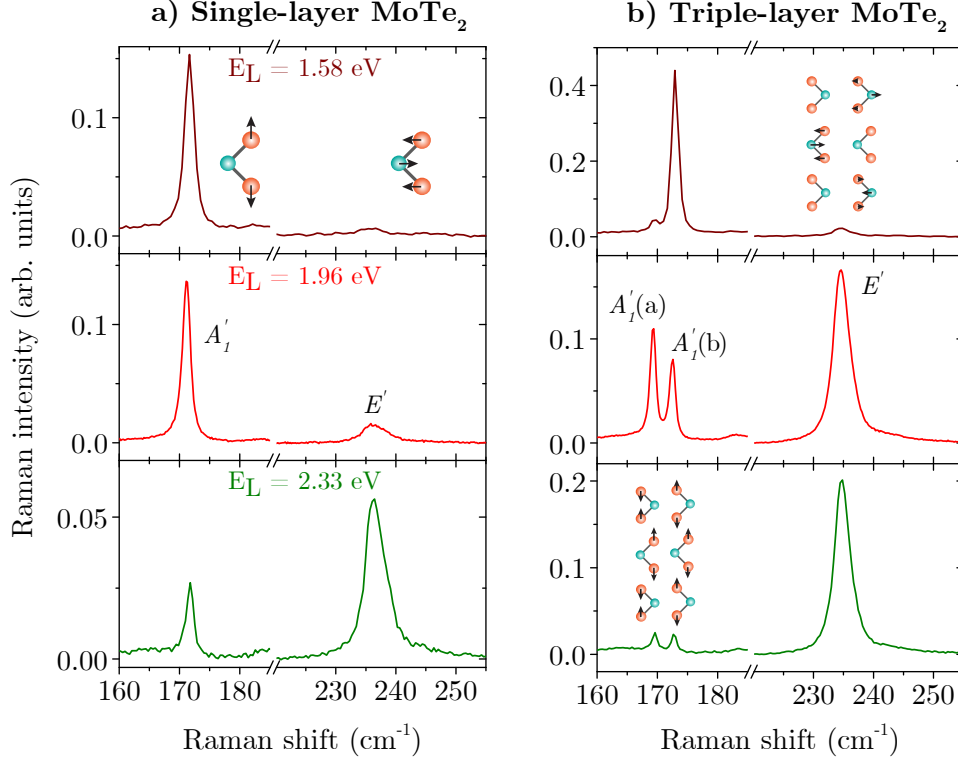 a) Single-layer MoTe₂
b) Triple-layer MoTe₂
Raman intensity (arb. units)
E_L = 1.58 eV
0.1
0.0
0.4
0.2
0.0
E_L = 1.96 eV
A₁'
E'
0.1
0.0
A₁'(a)
A₁'(b)
E'
0.1
0.0
E_L = 2.33 eV
0.05
0.00
0.2
0.1
0.0
160 170 180 230 240 250
160 170 180 230 240 250
Raman shift (cm⁻¹)
Raman shift (cm⁻¹)